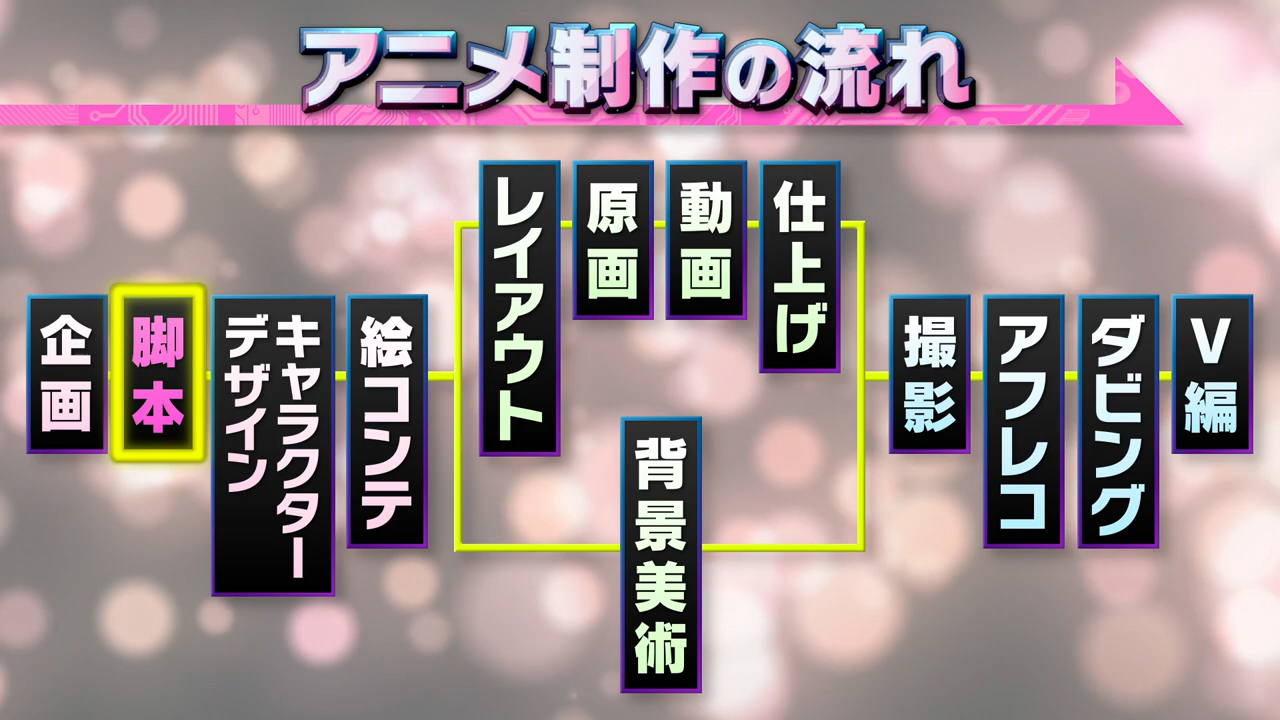 アニメ制作の流れ
企画
脚本
キャラクター
デザイン
絵コンテ
レイアウト
原画
動画
仕上げ
背景美術
撮影
アフレコ
ダビング
V編